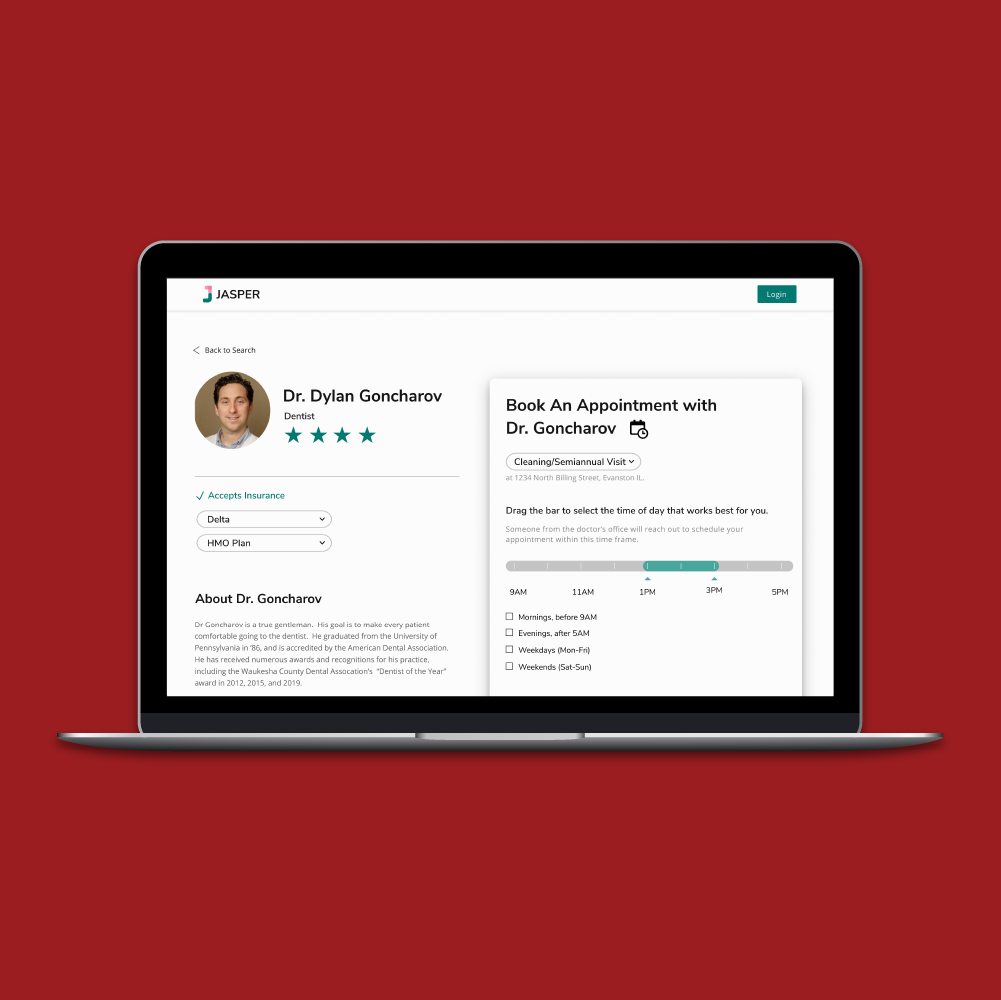 JASPER
Login
Back to Search
Dr. Dylan Goncharov
Dentist
Accepts Insurance
Delta
HMO Plan
About Dr. Goncharov
Dr Goncharov is a true gentleman. His goal is to make every patient
comfortable going to the dentist. He graduated from the University of
Pennsylvania in '86, and is accredited by the American Dental Association.
He has received numerous awards and recognitions for his practice,
including the Waukesha County Dental Assocation's "Dentist of the Year"
award in 2012, 2015, and 2019.
Book An Appointment with
Dr. Goncharov
Cleaning/Semiannual Visit
at 1234 North Billing Street, Evanston IL.
Drag the bar to select the time of day that works best for you.
Someone from the doctor's office will reach out to schedule your
appointment within this time frame.
9AM 11AM 1PM 3PM 5PM
Mornings, before 9AM
Evenings, after 5AM
Weekdays (Mon-Fri)
Weekends (Sat-Sun)